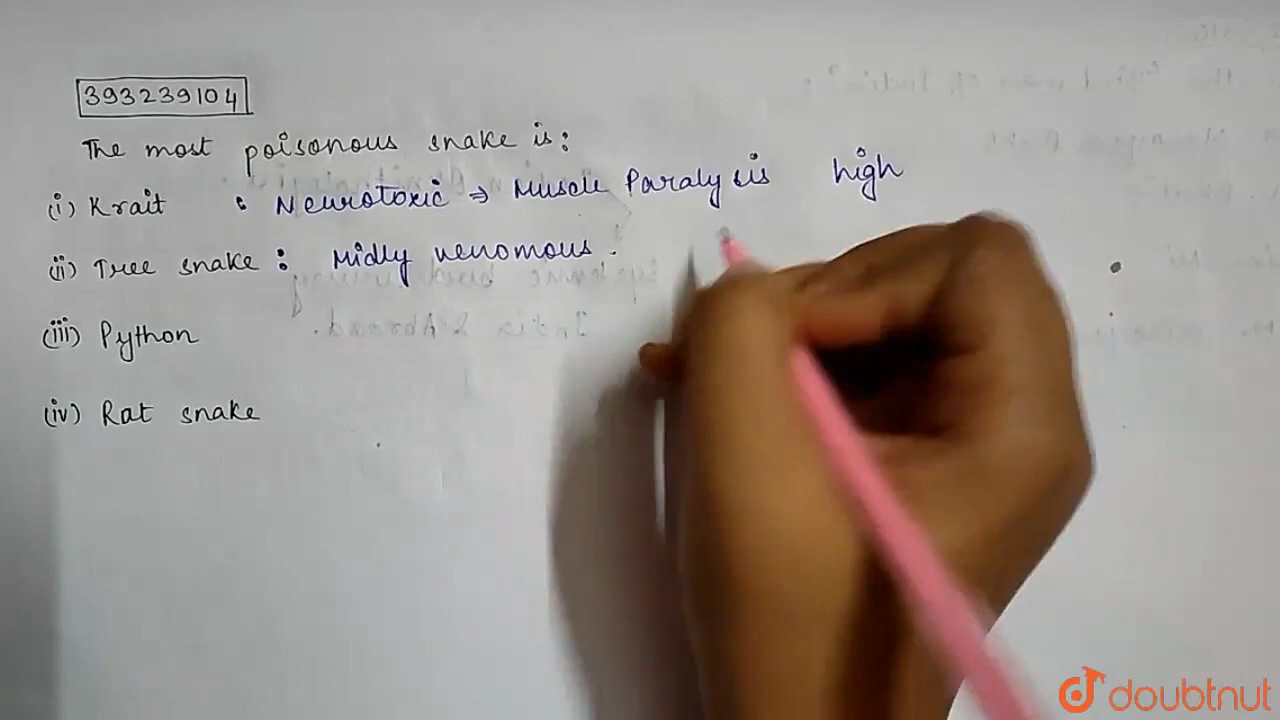 393239104
The most poisonous snake is:
(i) Krait : Neurotoxic ⇒ Muscle Paralysis high
(ii) Tree snake : Midly venomous.
(iii) Python
(iv) Rat snake
doubtnut